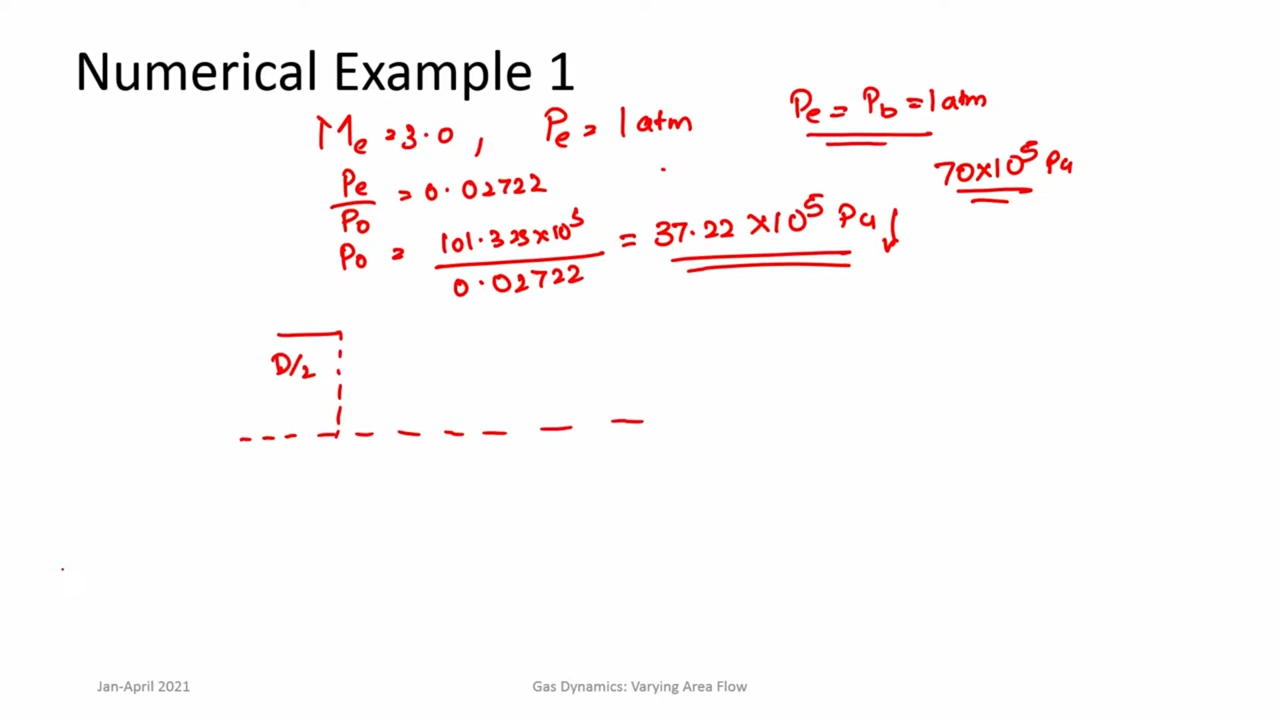 Numerical Example 1
Me = 3.0 , Pe = 1 atm
Pe = Pb = 1 atm
Pe/Po = 0.02722
70×10^5 Pa
Po = 101.325×10^3/0.02722 = 37.22 ×10^5 Pa ↓
D/2
Jan-April 2021
Gas Dynamics: Varying Area Flow